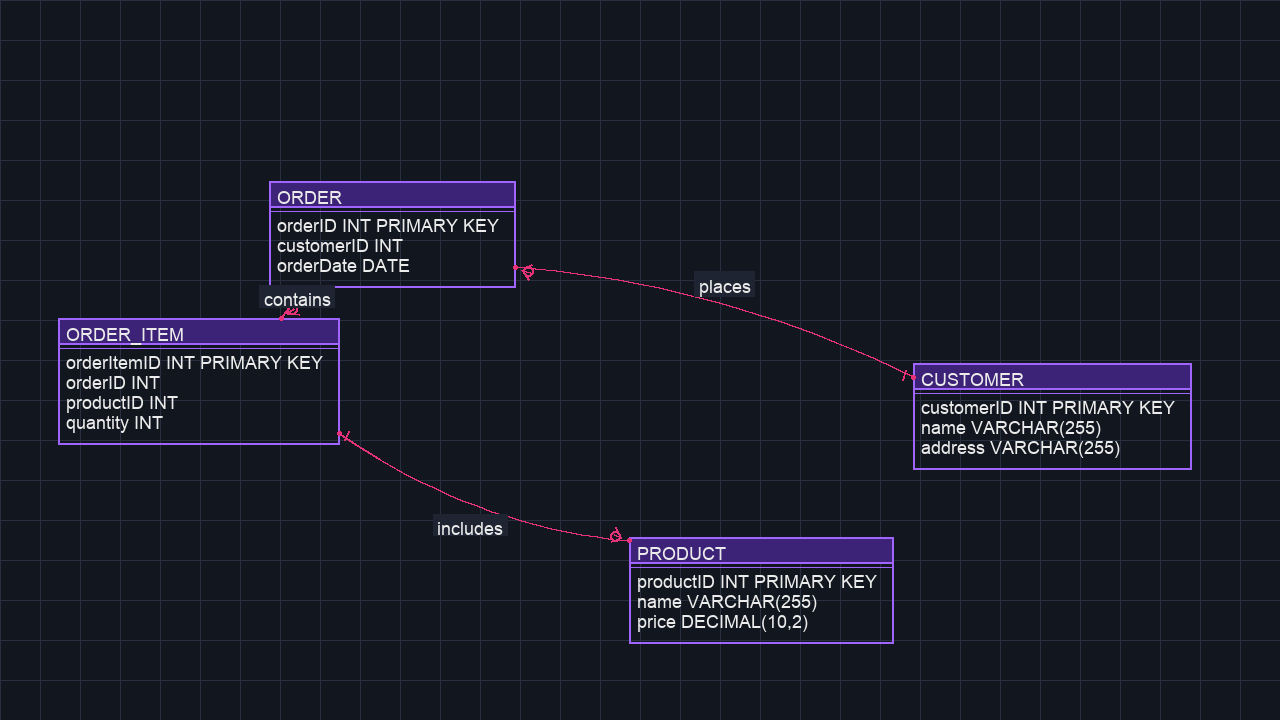 ORDER
orderID INT PRIMARY KEY
customerID INT
orderDate DATE
places
contains
ORDER_ITEM
orderItemID INT PRIMARY KEY
orderID INT
productID INT
quantity INT
CUSTOMER
customerID INT PRIMARY KEY
name VARCHAR(255)
address VARCHAR(255)
includes
PRODUCT
productID INT PRIMARY KEY
name VARCHAR(255)
price DECIMAL(10,2)